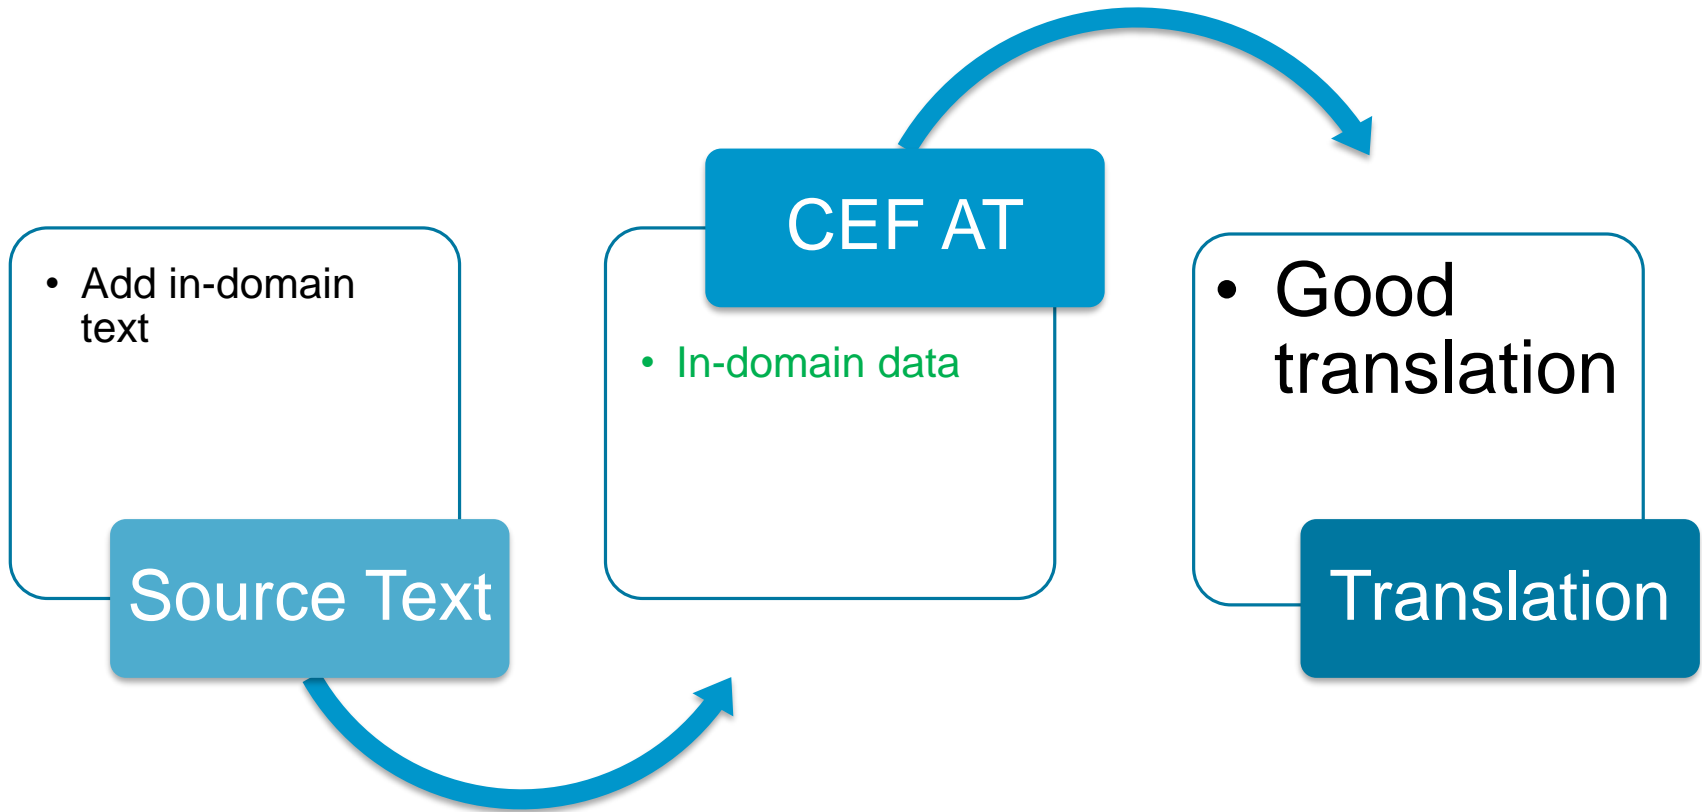 • Add in-domain
text
Source Text
CEF AT
• In-domain data
• Good
translation
Translation